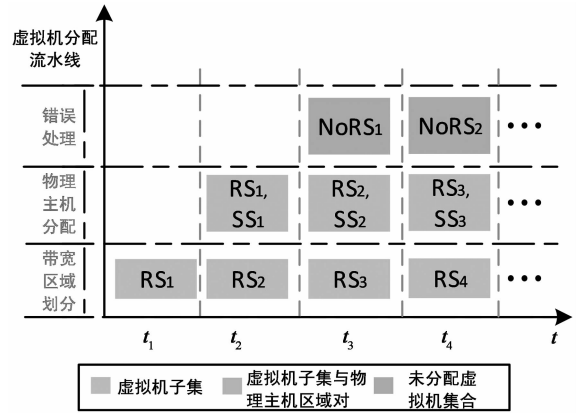 虚拟机分配
流水线
错误
处理
NoRS1
NoRS2
•••
物理
主机
分配
RS1,
SS1
RS2,
SS2
RS3,
SS3
•••
带宽
区域
划分
RS1
RS2
RS3
RS4
•••
t1
t2
t3
t4
t
虚拟机子集
虚拟机子集与物
理主机区域对
未分配虚
拟机集合